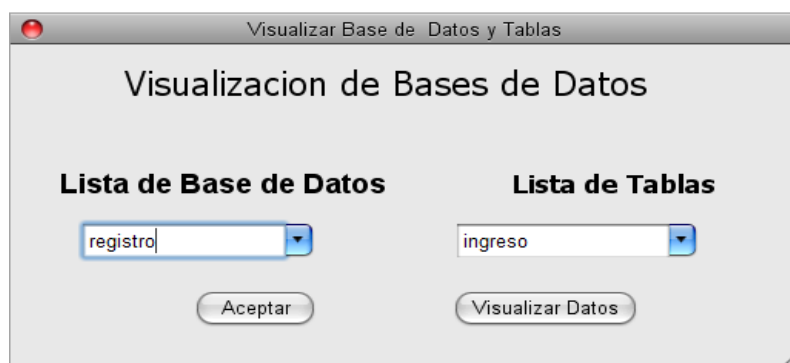 Visualizar Base de Datos y Tablas
Visualizacion de Bases de Datos
Lista de Base de Datos
Lista de Tablas
registro
ingreso
Aceptar
Visualizar Datos